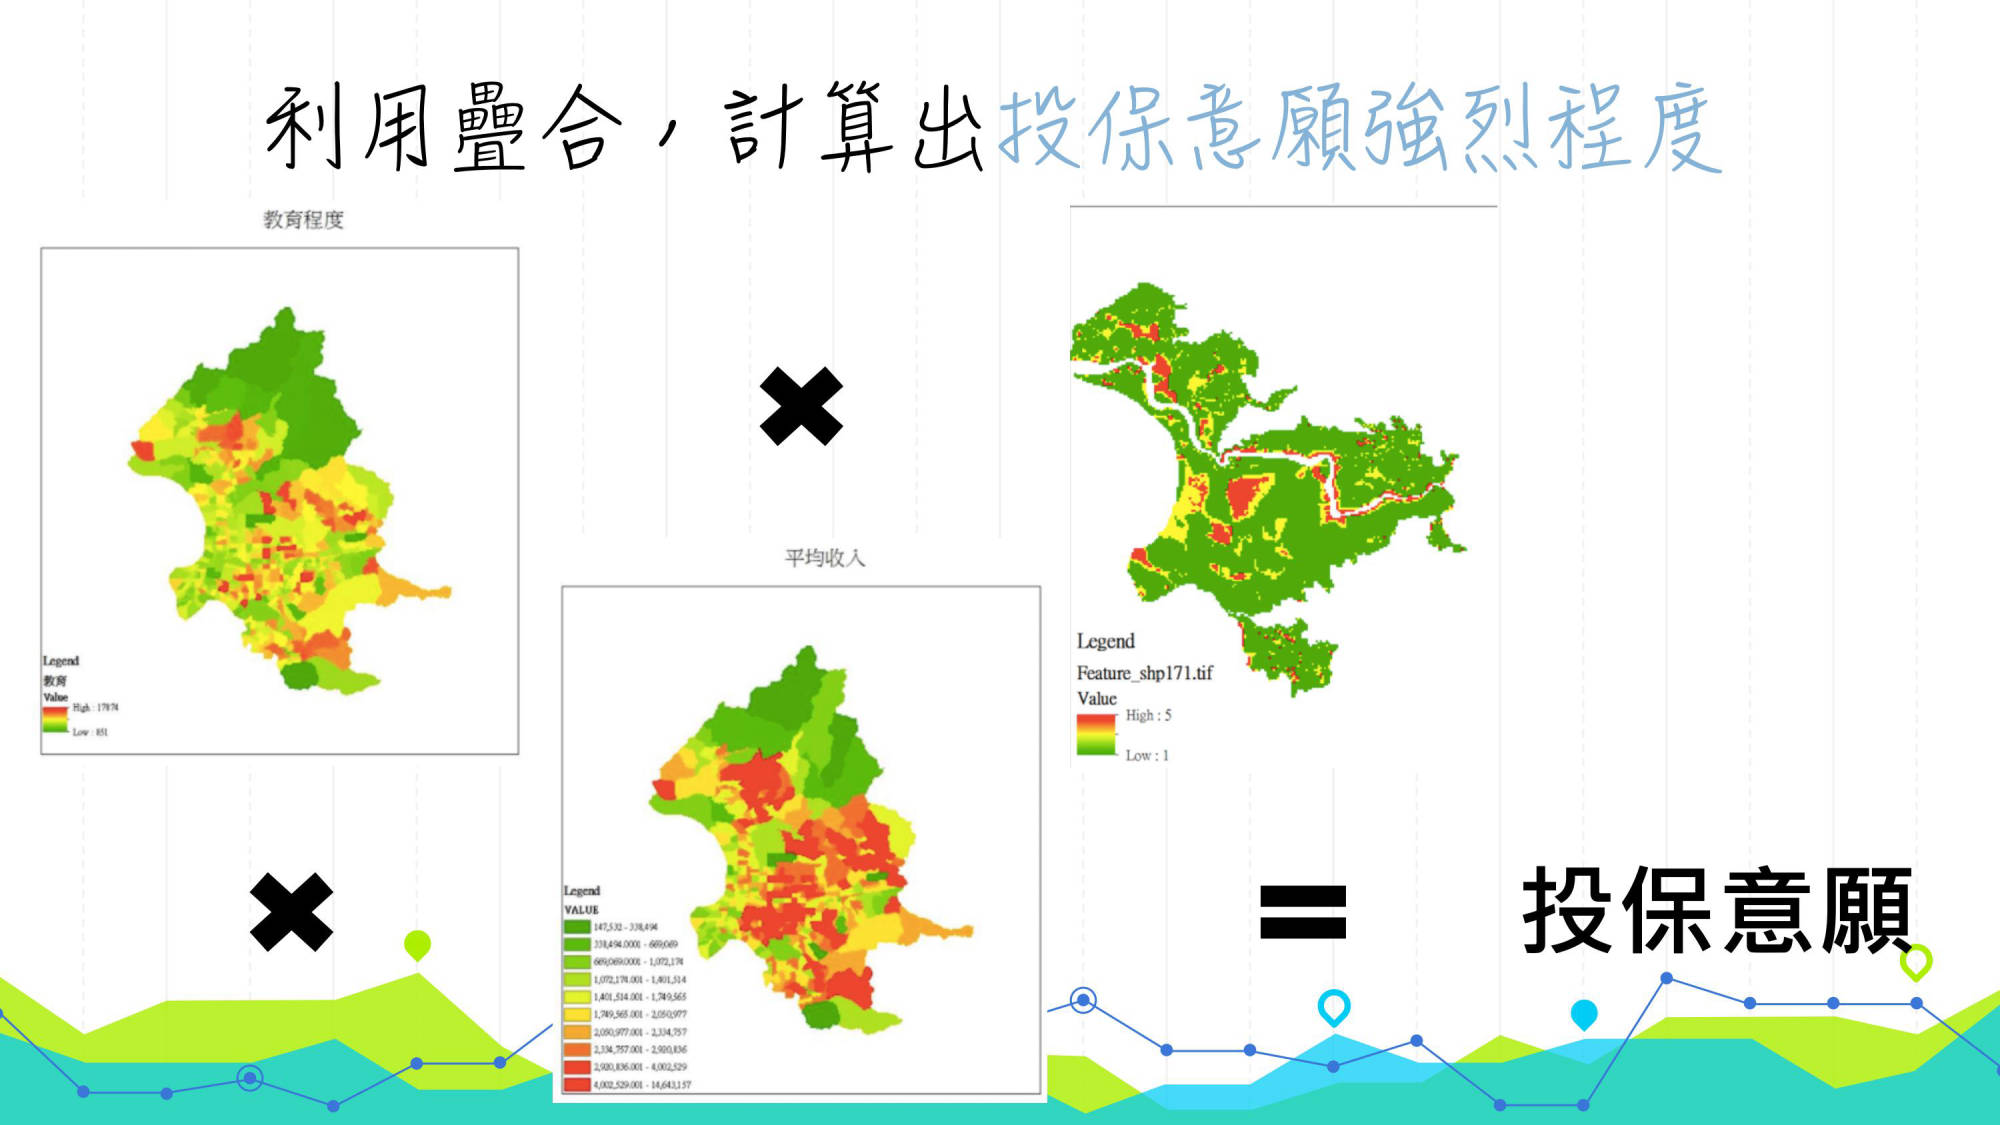 利用疊合，計算出投保意願強烈程度
教育程度
Legend
教育
Value
High : 17874
Low : 851
平均收入
Legend
VALUE
147,532 - 338,494
338,494.0001 - 669,069
669,069.0001 - 1,072,174
1,072,174.001 - 1,401,514
1,401,514.001 - 1,749,565
1,749,565.001 - 2,050,977
2,050,977.001 - 2,334,757
2,334,757.001 - 2,920,836
2,920,836.001 - 4,002,529
4,002,529.001 - 14,643,157
Legend
Feature_shp171.tif
Value
High : 5
Low : 1
投保意願